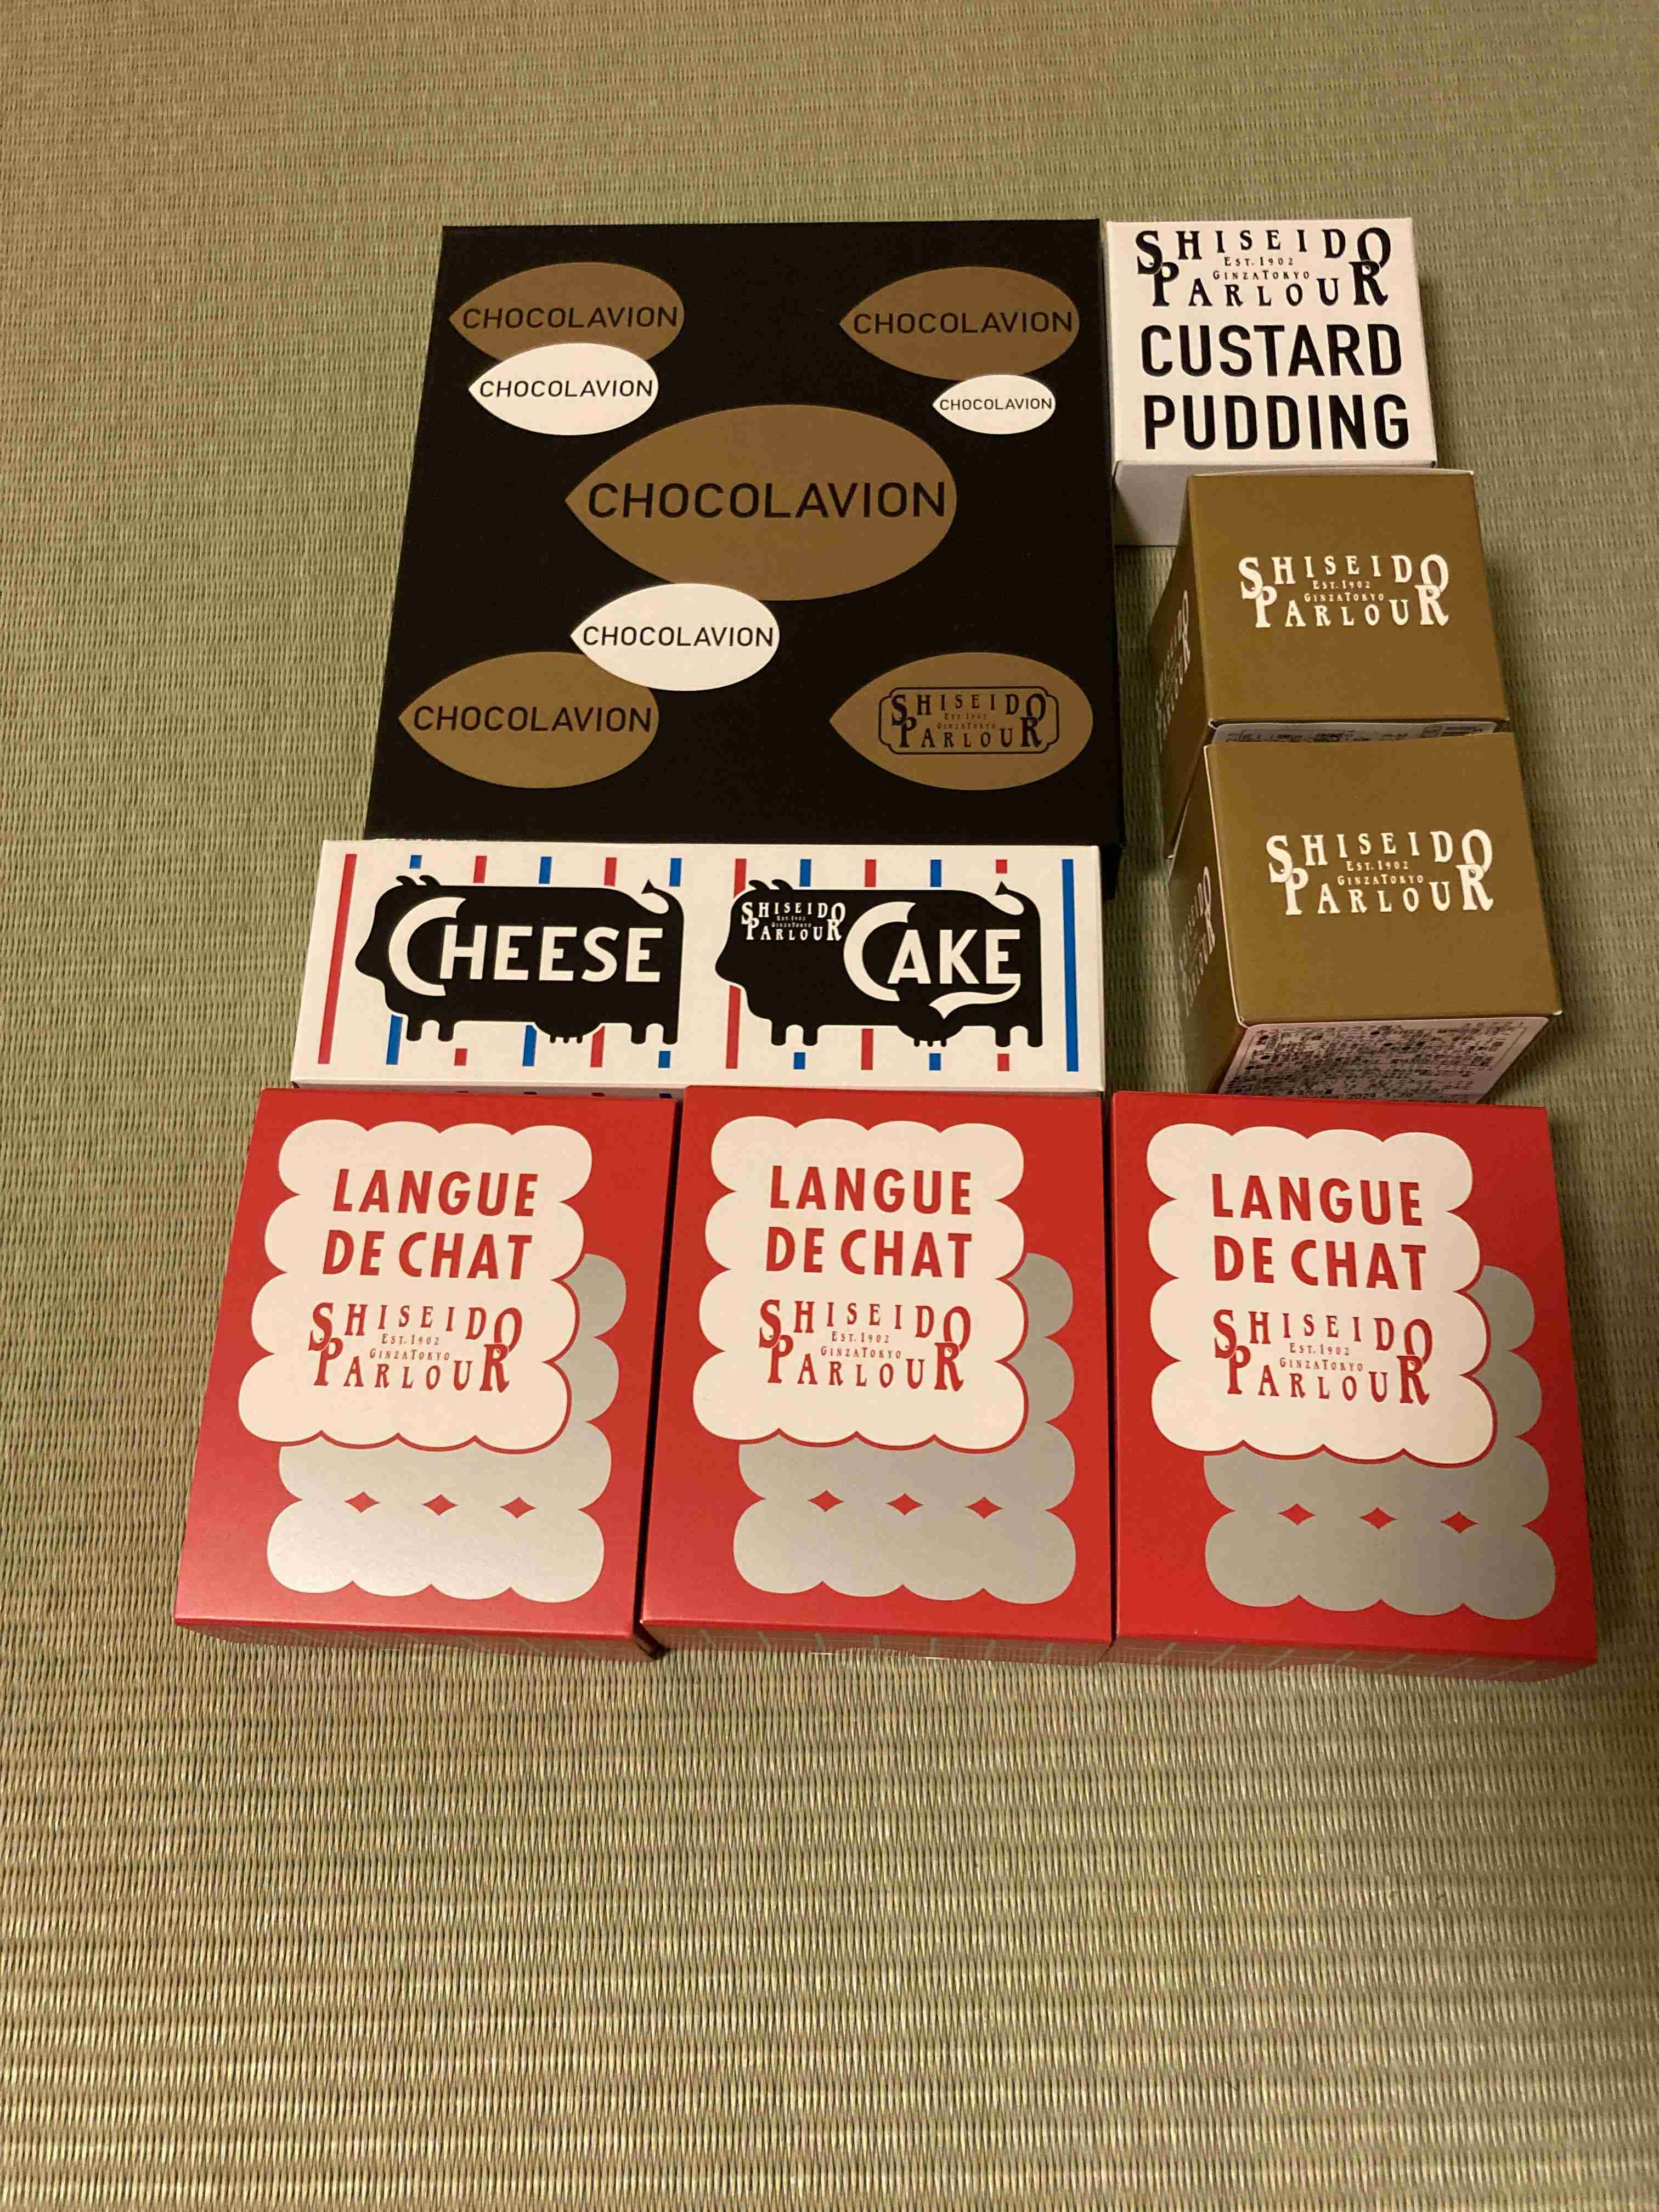 CHOCOLAVION
CHOCOLAVION
CHOCOLAVION
CHOCOLAVION
CHOCOLAVION
CHOCOLAVION
CHOCOLAVION
SHISEIDO
EST. 1902
GINZA TOKYO
PARLOUR
SHISEIDO
EST. 1902
GINZA TOKYO
PARLOUR
CUSTARD
PUDDING
SHISEIDO
EST. 1902
GINZA TOKYO
PARLOUR
SHISEIDO
EST. 1902
GINZA TOKYO
PARLOUR
CHEESE
SHISEIDO
EST. 1902
GINZA TOKYO
PARLOUR
CAKE
LANGUE
DE CHAT
SHISEIDO
EST. 1902
GINZA TOKYO
PARLOUR
LANGUE
DE CHAT
SHISEIDO
EST. 1902
GINZA TOKYO
PARLOUR
LANGUE
DE CHAT
SHISEIDO
EST. 1902
GINZA TOKYO
PARLOUR